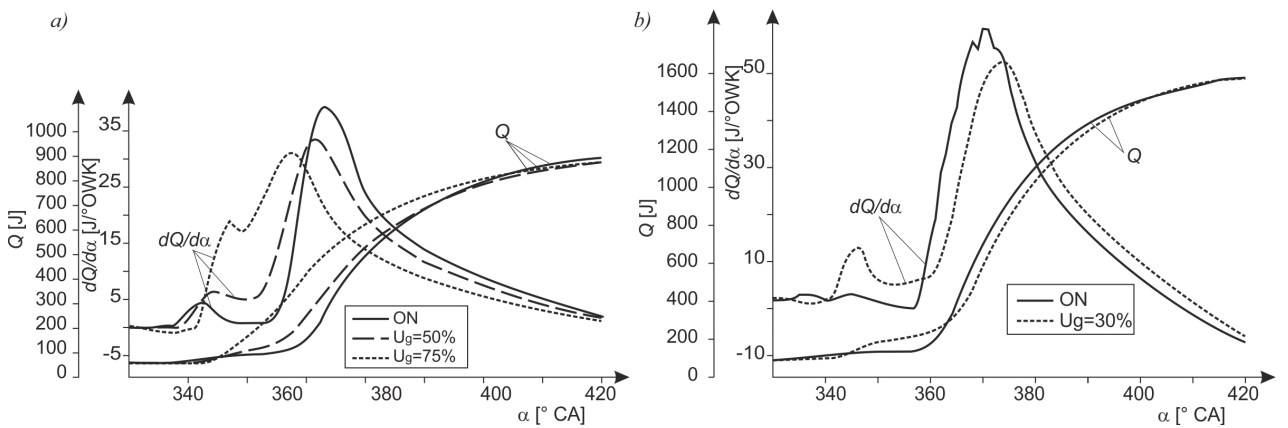 a)
Q [J]
1000
900
800
700
600
500
400
300
200
100
0
dQ/dα [J/°OWK]
35
25
15
5
-5
Q
dQ/dα
ON
Ug=50%
Ug=75%
340 360 380 400 420
α [° CA]
b)
Q [J]
1600
1400
1200
1000
800
600
400
200
0
dQ/dα [J/°OWK]
50
30
10
-10
dQ/dα
Q
ON
Ug=30%
340 360 380 400 420
α [° CA]